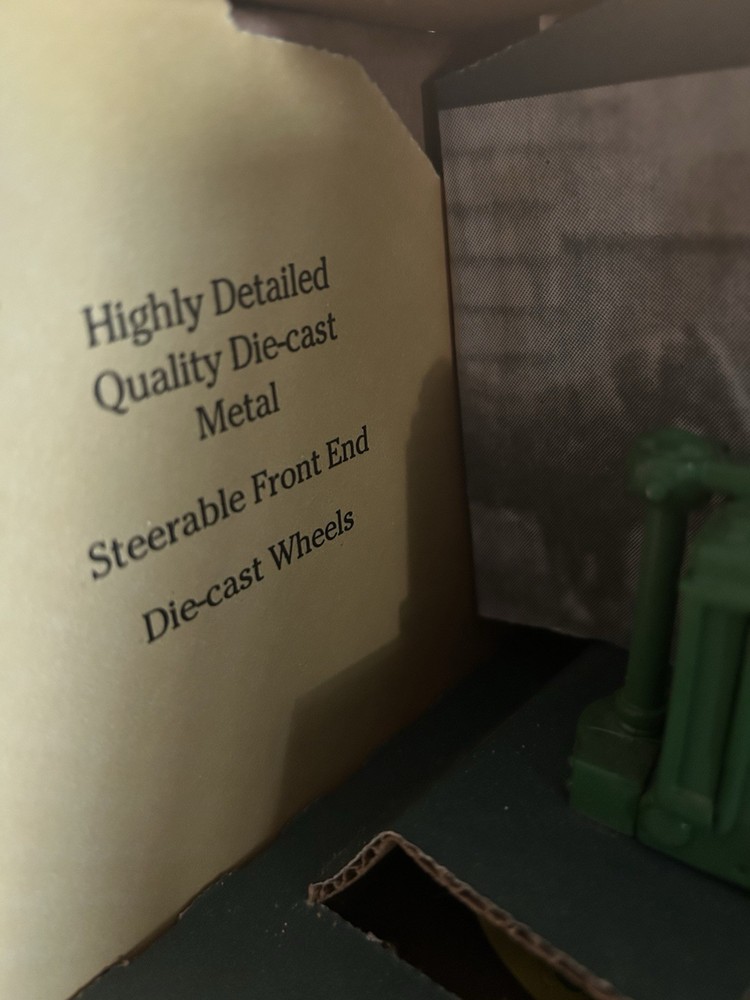 Highly Detailed
Quality Die-cast
Metal
Steerable Front End
Die-cast Wheels